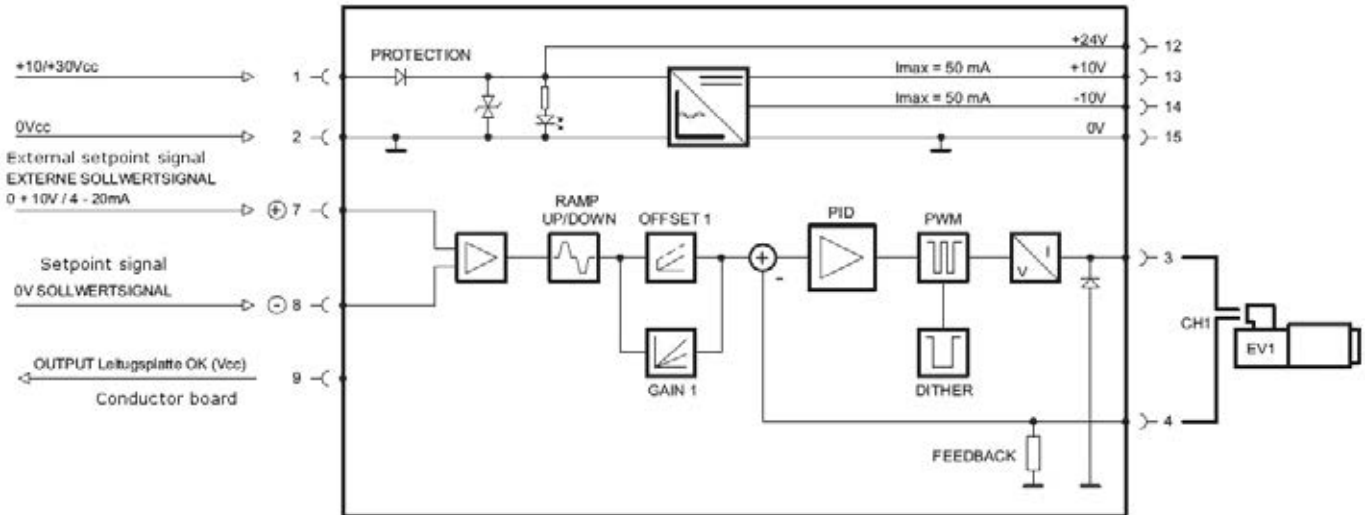 +24V
12
PROTECTION
+10/+30Vcc
1
Imax = 50 mA
+10V
13
Imax = 50 mA
-10V
14
0Vcc
2
0V
15
External setpoint signal
EXTERNE SOLLWERTSIGNAL
0 + 10V / 4 - 20mA
+ 7
RAMP
UP/DOWN
OFFSET 1
PID
PWM
+
-
V
I
3
Setpoint signal
0V SOLLWERTSIGNAL
- 8
CH1
EV1
OUTPUT Leitugsplatte OK (Vcc)
9
Conductor board
GAIN 1
DITHER
4
FEEDBACK